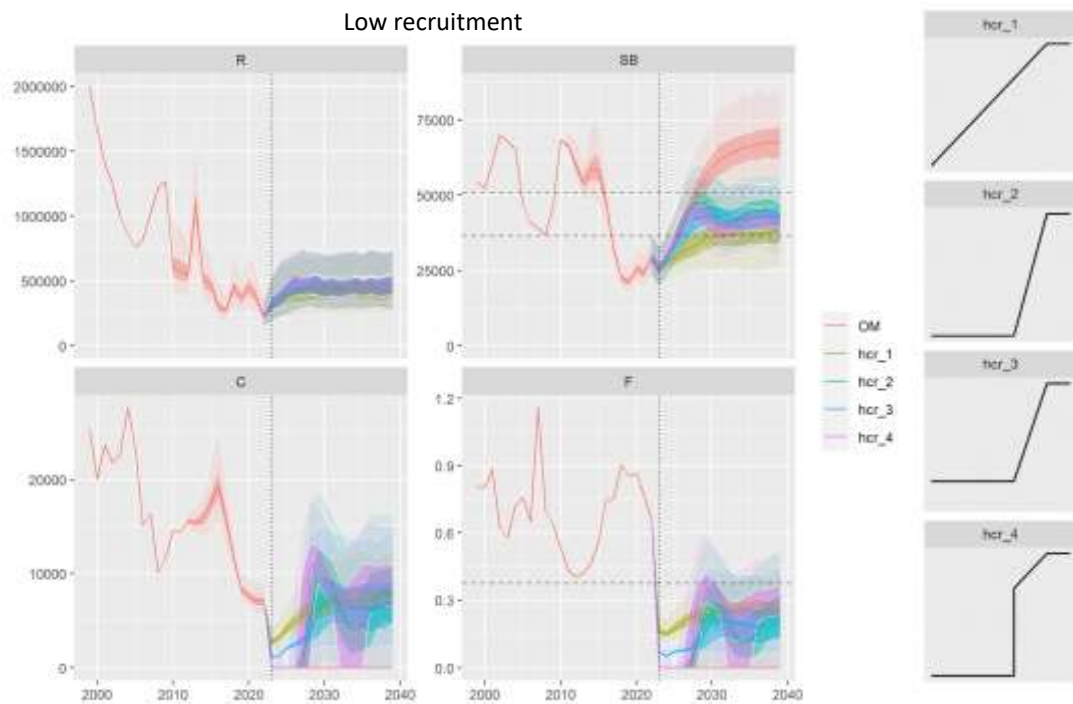 Low recruitment
R
SB
2000000
1500000
1000000
500000
0
75000
50000
25000
0
C
F
20000
10000
0
1.2
0.9
0.6
0.3
0.0
2000 2010 2020 2030 2040
2000 2010 2020 2030 2040
OM
hcr_1
hcr_2
hcr_3
hcr_4
hcr_1
hcr_2
hcr_3
hcr_4